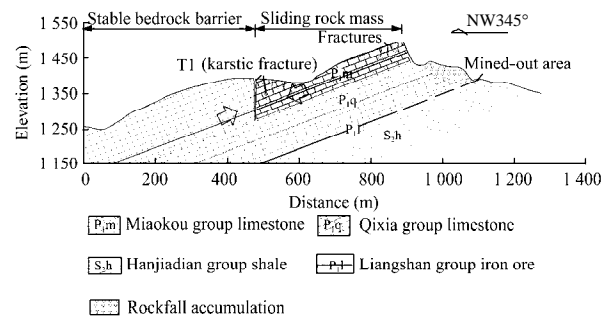 Stable bedrock barrier Sliding rock mass NW345°
Fractures
T1 (karstic fracture) Mined-out area
P₁m
P₁q
P₁l
S₂h
Elevation (m)
1 550
1 450
1 350
1 250
1 150
0 200 400 600 800 1 000 1 200 1 400
Distance (m)
P₁m Miaokou group limestone P₁q Qixia group limestone
S₂h Hanjiadian group shale P₁l Liangshan group iron ore
Rockfall accumulation